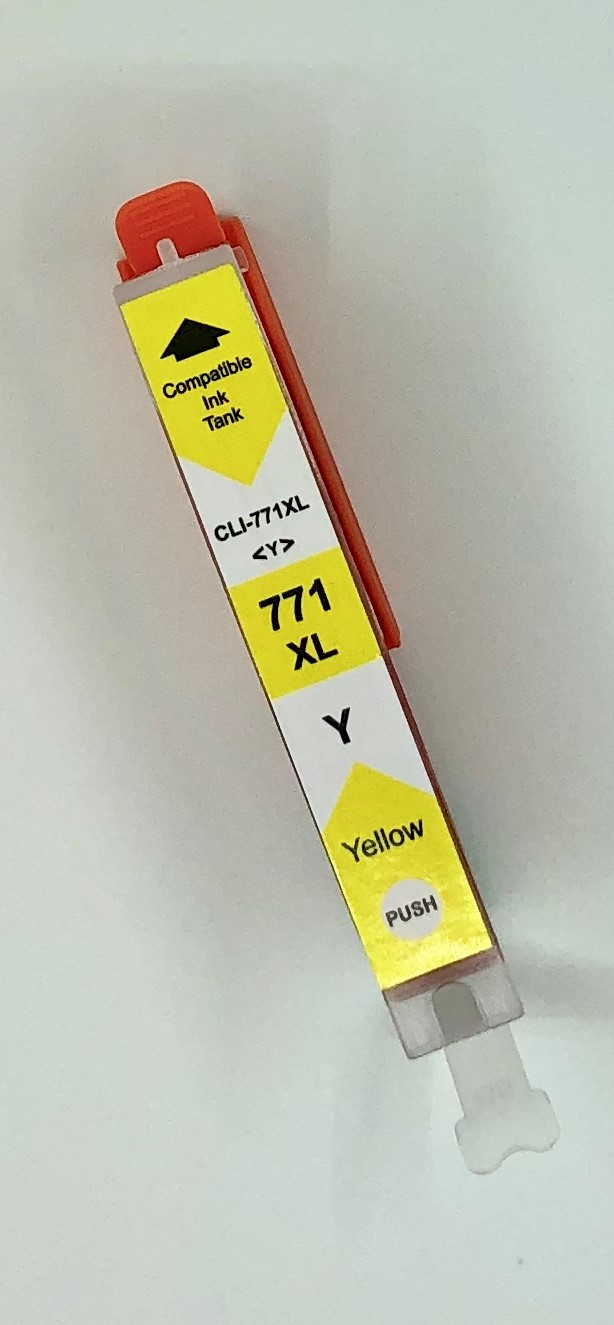 Compatible
Ink
Tank
CLI-771XL
<Y>
771
XL
Y
Yellow
PUSH